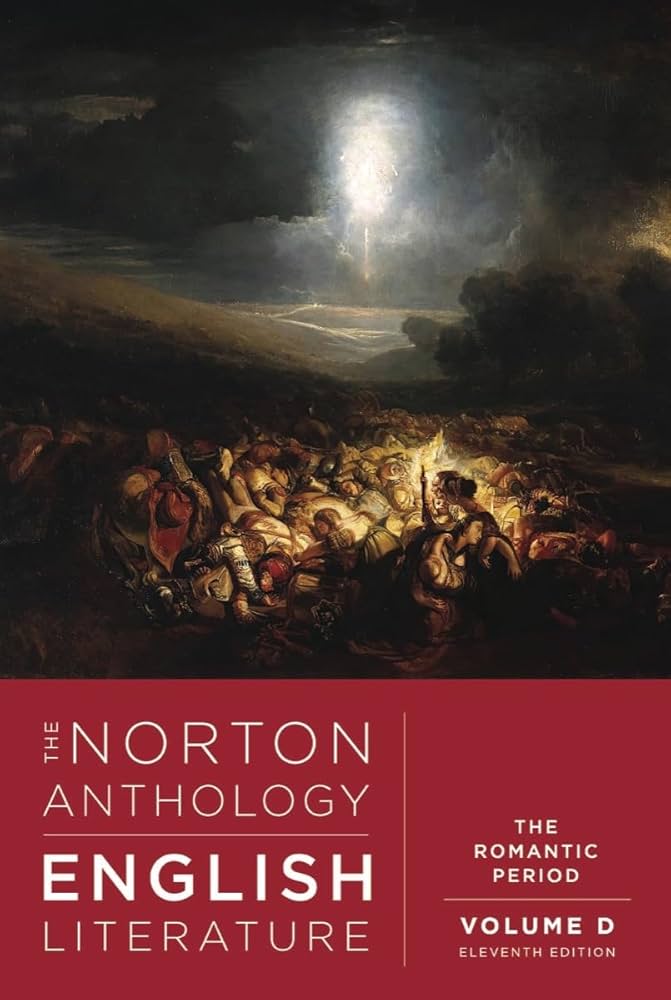 THE NORTON
ANTHOLOGY
ENGLISH
LITERATURE
THE
ROMANTIC
PERIOD
VOLUME D
ELEVENTH EDITION